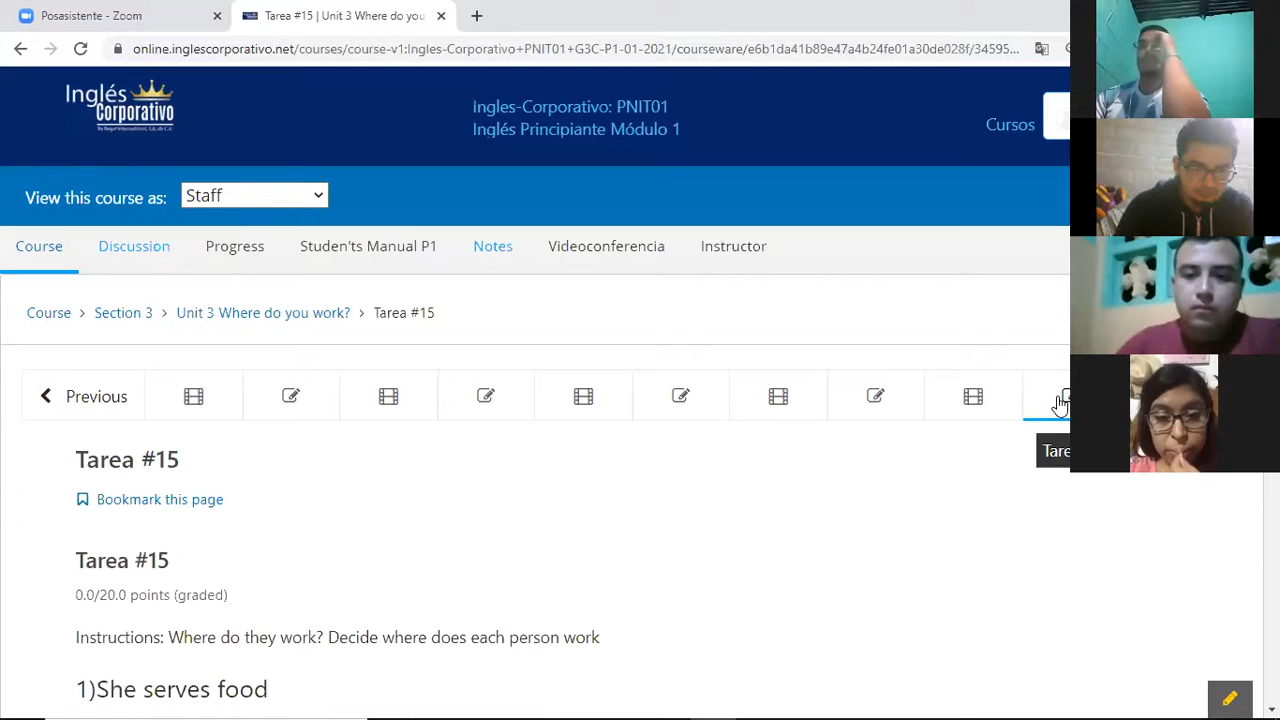 Posasistente - Zoom
Tarea #15 | Unit 3 Where do you
online.inglescorporativo.net/courses/course-v1:Ingles-Corporativo+PNIT01+G3C-P1-01-2021/courseware/e6b1da41b89e47a4b24fe01a30de028f/34595...
Inglés
Corporativo
Ingles-Corporativo: PNIT01
Inglés Principiante Módulo 1
Cursos
View this course as: Staff
Course Discussion Progress Studen'ts Manual P1 Notes Videoconferencia Instructor
Course > Section 3 > Unit 3 Where do you work? > Tarea #15
Previous
Tare
Tarea #15
Bookmark this page
Tarea #15
0.0/20.0 points (graded)
Instructions: Where do they work? Decide where does each person work
1)She serves food